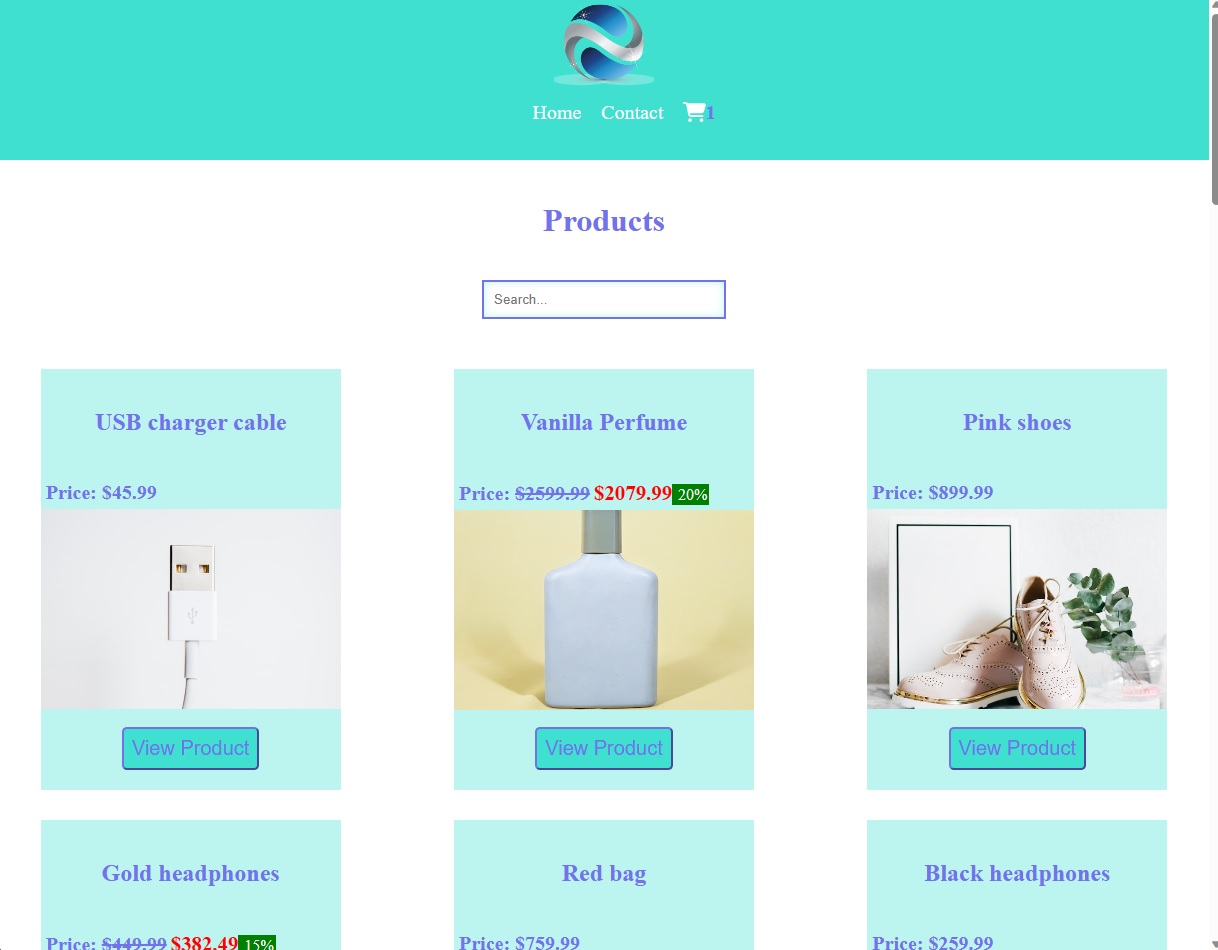 Home Contact 1
Products
Search...
USB charger cable
Vanilla Perfume
Pink shoes
Price: $45.99
Price: $2599.99 $2079.99 20%
Price: $899.99
View Product
View Product
View Product
Gold headphones
Red bag
Black headphones
Price: $449.99 $382.49 15%
Price: $759.99
Price: $259.99